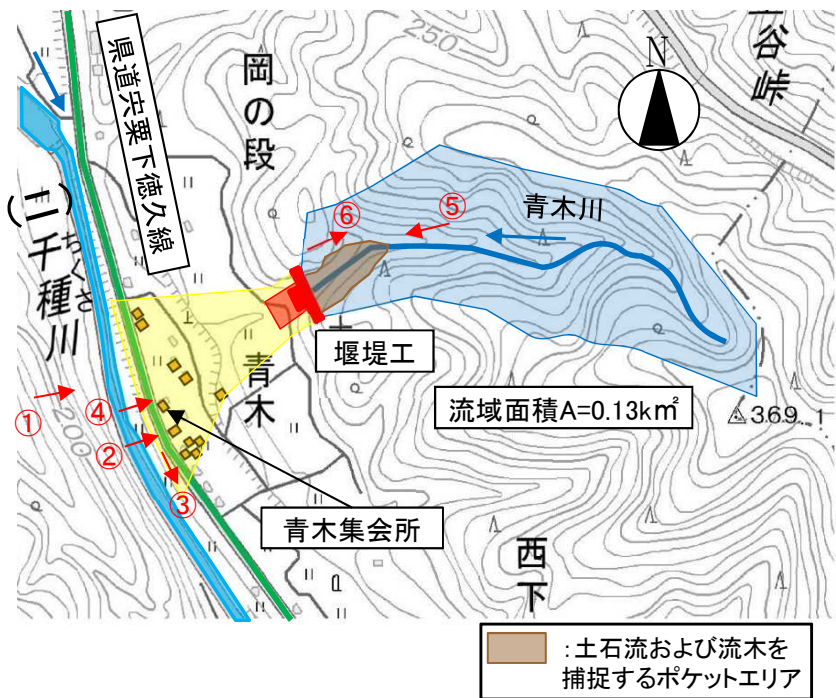 250
岡の段
県道宍粟下徳久線
谷峠
N
青木川
⑥
⑤
(二)千種川
ちくさ
堰堤工
青木
流域面積A=0.13km²
369.1
①
④
②
③
200
青木集会所
西下
:土石流および流木を
捕捉するポケットエリア